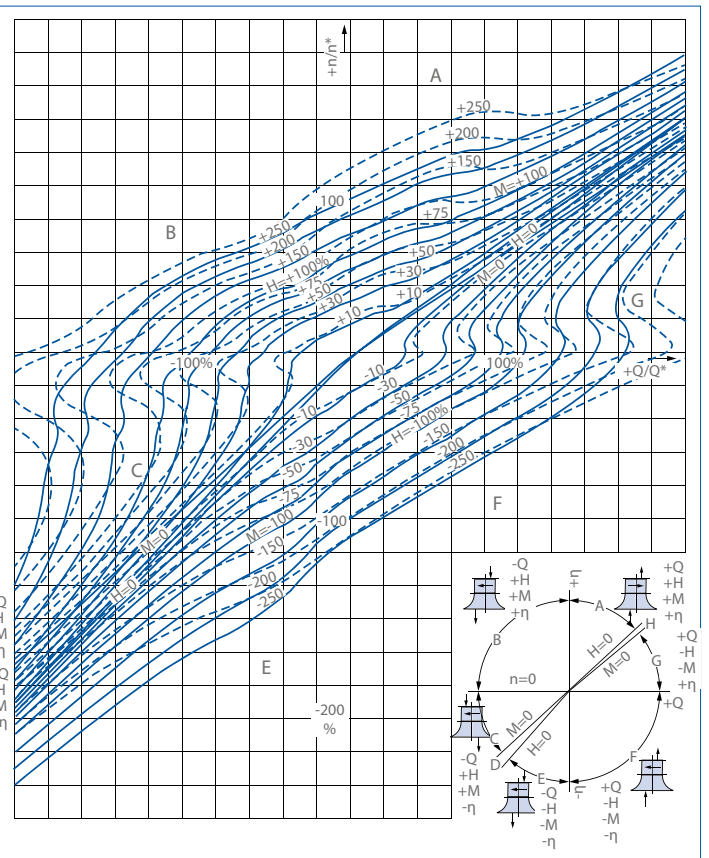 +n/n*
A
+250
+200
+150
M=+100
100
+75
B
+250
+200
+150
H=+100%
+75
+50
+30
+10
+50
+30
+10
H=0
M=0
G
-100%
100%
+Q/Q*
-10
-30
-50
-75
H=-100%
-150
-200
-250
-10
-30
-50
-75
M=-100
-150
-200
-250
C
M=0
H=0
-100
F
E
-200
%
Q
H
M
η
Q
H
M
η
-Q
+H
+M
+η
+n
+Q
+H
+M
+η
A
H
B
H=0
M=0
G
+Q
-H
-M
+η
n=0
+Q
M=0
H=0
C
D
E
F
-n
-Q
+H
+M
-η
-Q
-H
-M
-η
+Q
-H
-M
-η